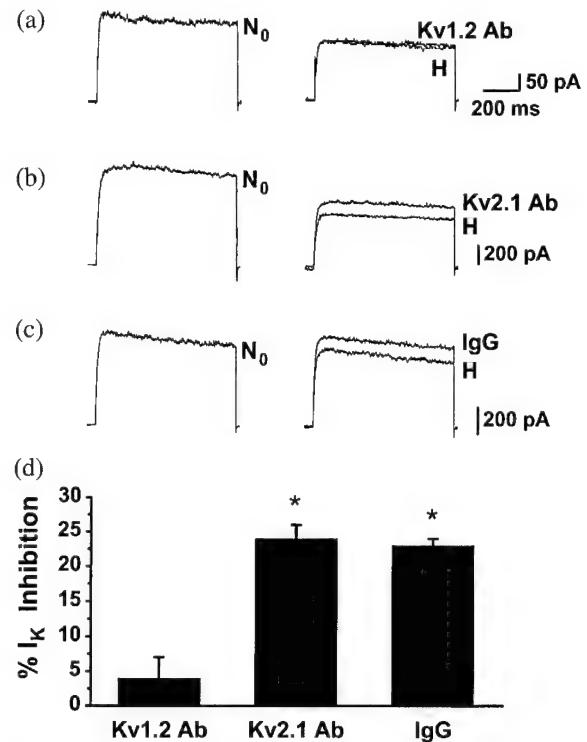 (a)
N₀
Kv1.2 Ab
H
50 pA
200 ms
(b)
N₀
Kv2.1 Ab
H
200 pA
(c)
N₀
IgG
H
200 pA
(d)
% I_K Inhibition
30
25
20
15
10
5
0
*
*
Kv1.2 Ab
Kv2.1 Ab
IgG